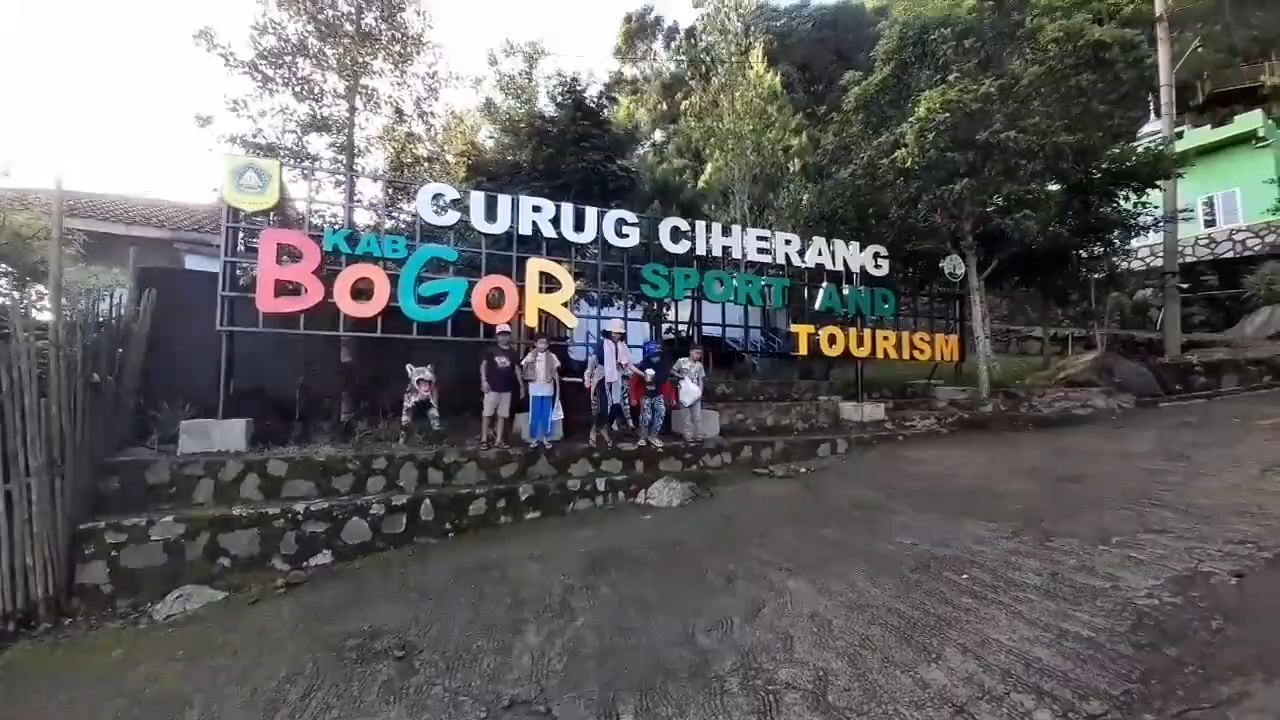 CURUG CIHERANG
KAB
BoGoR
SPORT AND
TOURISM